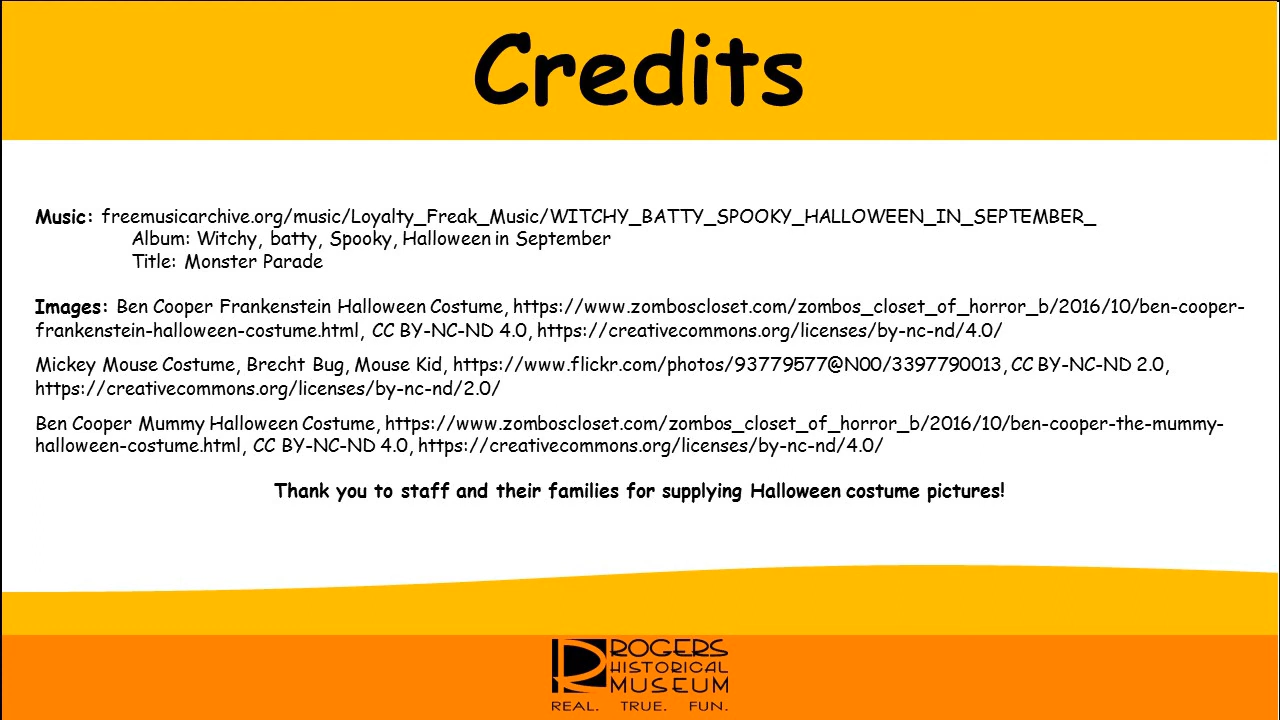 Credits
Music: freemusicarchive.org/music/Loyalty_Freak_Music/WITCHY_BATTY_SPOOKY_HALLOWEEN_IN_SEPTEMBER_
Album: Witchy, batty, Spooky, Halloween in September
Title: Monster Parade
Images: Ben Cooper Frankenstein Halloween Costume, https://www.zomboscloset.com/zombos_closet_of_horror_b/2016/10/ben-cooper-
frankenstein-halloween-costume.html, CC BY-NC-ND 4.0, https://creativecommons.org/licenses/by-nc-nd/4.0/
Mickey Mouse Costume, Brecht Bug, Mouse Kid, https://www.flickr.com/photos/93779577@N00/3397790013, CC BY-NC-ND 2.0,
https://creativecommons.org/licenses/by-nc-nd/2.0/
Ben Cooper Mummy Halloween Costume, https://www.zomboscloset.com/zombos_closet_of_horror_b/2016/10/ben-cooper-the-mummy-
halloween-costume.html, CC BY-NC-ND 4.0, https://creativecommons.org/licenses/by-nc-nd/4.0/
Thank you to staff and their families for supplying Halloween costume pictures!
ROGERS
HISTORICAL
MUSEUM
REAL. TRUE. FUN.